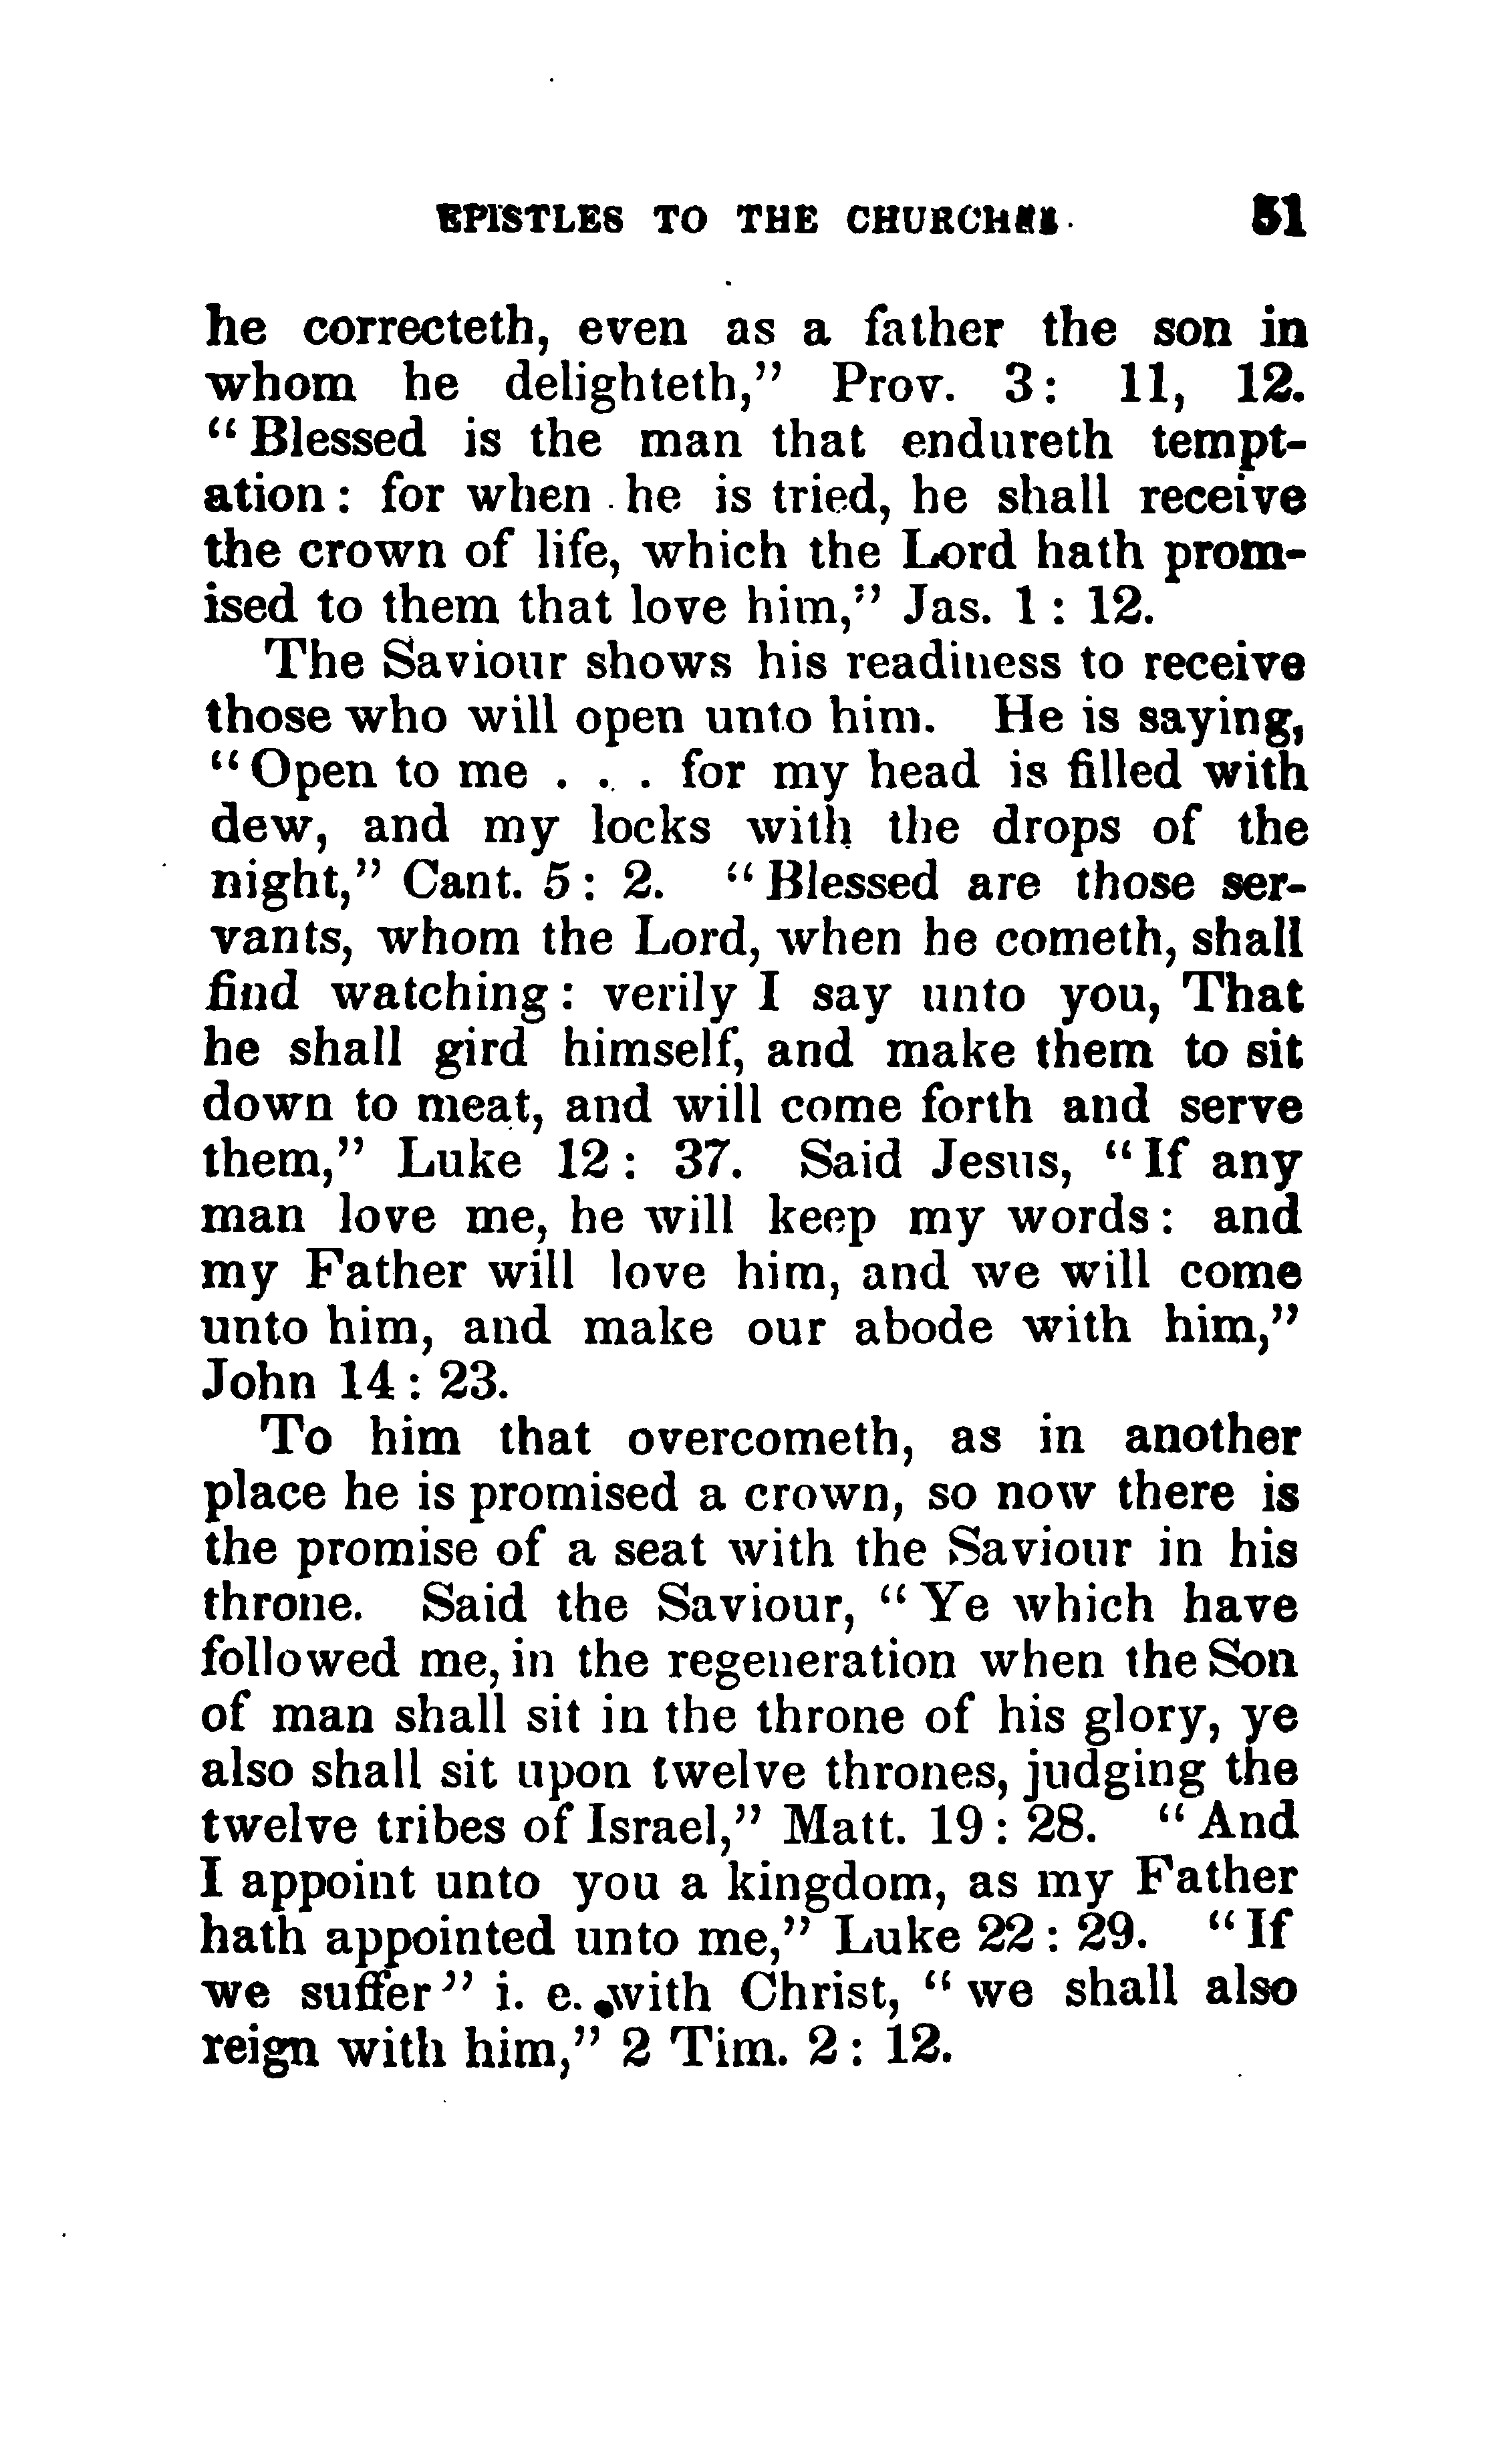 EPISTLES TO THE CHURCHES. 51
he correcteth, even as a father the son in
whom he delighteth,” Prov. 3: 11, 12.
“Blessed is the man that endureth tempt-
ation: for when he is tried, he shall receive
the crown of life, which the Lord hath prom-
ised to them that love him,” Jas. 1: 12.
The Saviour shows his readiness to receive
those who will open unto him. He is saying,
“Open to me . . . for my head is filled with
dew, and my locks with the drops of the
night,” Cant. 5: 2. “Blessed are those ser-
vants, whom the Lord, when he cometh, shall
find watching: verily I say unto you, That
he shall gird himself, and make them to sit
down to meat, and will come forth and serve
them,” Luke 12: 37. Said Jesus, “If any
man love me, he will keep my words: and
my Father will love him, and we will come
unto him, and make our abode with him,”
John 14: 23.
To him that overcometh, as in another
place he is promised a crown, so now there is
the promise of a seat with the Saviour in his
throne. Said the Saviour, “Ye which have
followed me, in the regeneration when the Son
of man shall sit in the throne of his glory, ye
also shall sit upon twelve thrones, judging the
twelve tribes of Israel,” Matt. 19: 28. “And
I appoint unto you a kingdom, as my Father
hath appointed unto me,” Luke 22: 29. “If
we suffer” i. e. with Christ, “we shall also
reign with him,” 2 Tim. 2: 12.